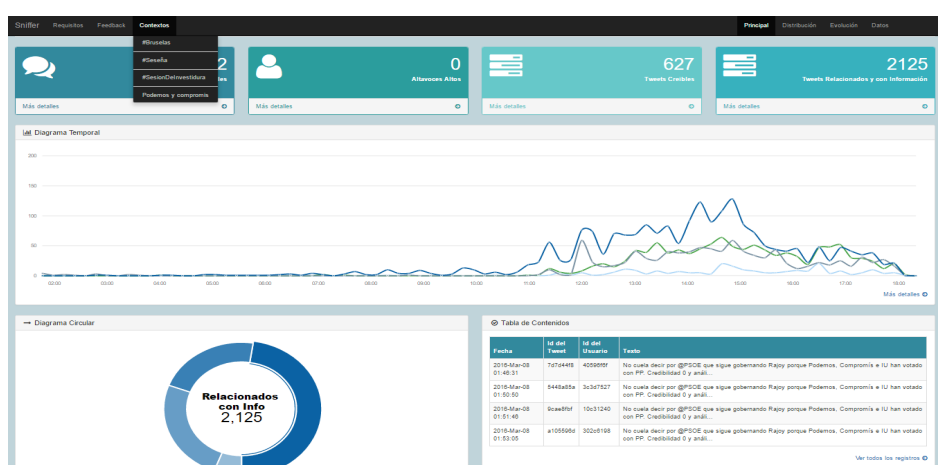 Sniffer Requisitos Feedback Contextos Principal Distribución Evolución Datos
#Bruselas
#Seseña
#SesionDeInvestidura
Podemos y compromis
2
les
Más detalles
0
Altavoces Altos
Más detalles
627
Tweets Creibles
Más detalles
2125
Tweets Relacionados y con Información
Más detalles
Diagrama Temporal
200
150
100
50
0
02:00 03:00 04:00 05:00 06:00 07:00 08:00 09:00 10:00 11:00 12:00 13:00 14:00 15:00 16:00 17:00 18:00
Más detalles
Diagrama Circular
Relacionados
con Info
2,125
Tabla de Contenidos
Fecha Id del Tweet Id del Usuario Texto
2016-Mar-08 7d7d44f8 40596f6f No cuela decir por @PSOE que sigue gobernando Rajoy porque Podemos, Compromís e IU han votado
01:46:31 con PP. Credibilidad 0 y análi...
2016-Mar-08 5448a85a 3c3d7527 No cuela decir por @PSOE que sigue gobernando Rajoy porque Podemos, Compromís e IU han votado
01:50:50 con PP. Credibilidad 0 y análi...
2016-Mar-08 9cae8fbf 10c31240 No cuela decir por @PSOE que sigue gobernando Rajoy porque Podemos, Compromís e IU han votado
01:51:46 con PP. Credibilidad 0 y análi...
2016-Mar-08 a105596d 302c6198 No cuela decir por @PSOE que sigue gobernando Rajoy porque Podemos, Compromís e IU han votado
01:53:05 con PP. Credibilidad 0 y análi...
Ver todos los registros